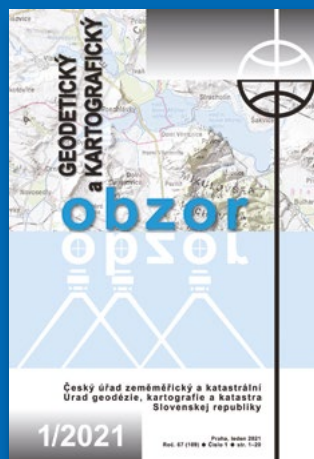 GEODETICKÝ
a KARTOGRAFICKÝ
obzor
Český úřad zeměměřický a katastrální
Úrad geodézie, kartografie a katastra
Slovenskej republiky
1/2021
Praha, leden 2021
Roč. 67 (109) ● Číslo 1 ● str. 1–20